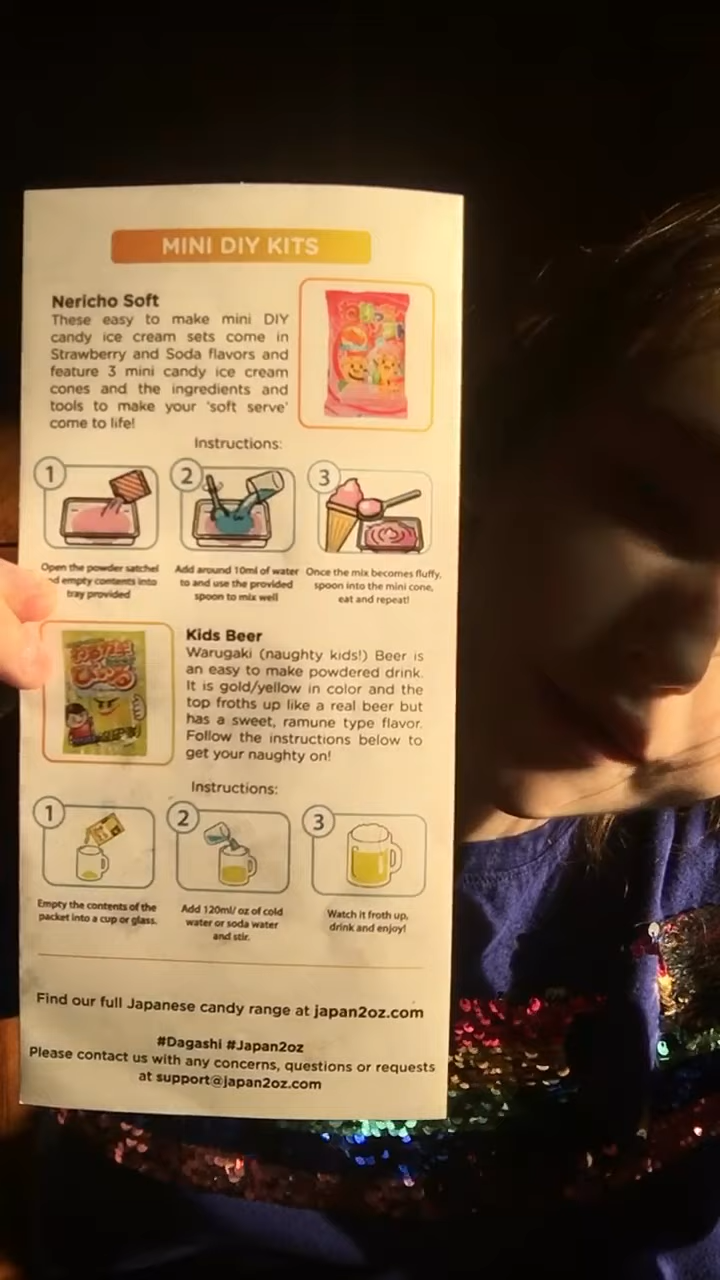 MINI DIY KITS
Nericho Soft
These easy to make mini DIY
candy ice cream sets come in
Strawberry and Soda flavors and
feature 3 mini candy ice cream
cones and the ingredients and
tools to make your 'soft serve'
come to life!
Instructions:
1
2
3
Open the powder satchel
empty contents into
tray provided
Add around 10ml of water
to and use the provided
spoon to mix well
Once the mix becomes fluffy,
spoon into the mini cone,
eat and repeat!
わるガキ
びぃる
Kids Beer
Warugaki (naughty kids!) Beer is
an easy to make powdered drink.
It is gold/yellow in color and the
top froths up like a real beer but
has a sweet, ramune type flavor.
Follow the instructions below to
get your naughty on!
Instructions:
1
2
3
Empty the contents of the
packet into a cup or glass.
Add 120ml/ oz of cold
water or soda water
and stir.
Watch it froth up,
drink and enjoy!
Find our full Japanese candy range at japan2oz.com
#Dagashi #Japan2oz
Please contact us with any concerns, questions or requests
at support@japan2oz.com